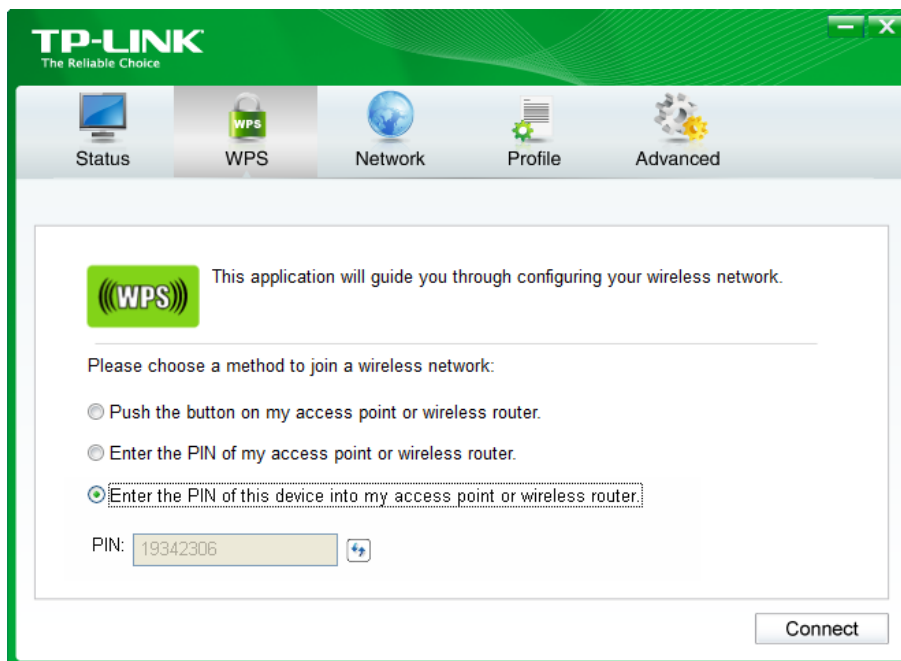 TP-LINK
The Reliable Choice
Status WPS Network Profile Advanced
WPS
This application will guide you through configuring your wireless network.
WPS
Please choose a method to join a wireless network:
Push the button on my access point or wireless router.
Enter the PIN of my access point or wireless router.
Enter the PIN of this device into my access point or wireless router.
PIN: 19342306
Connect